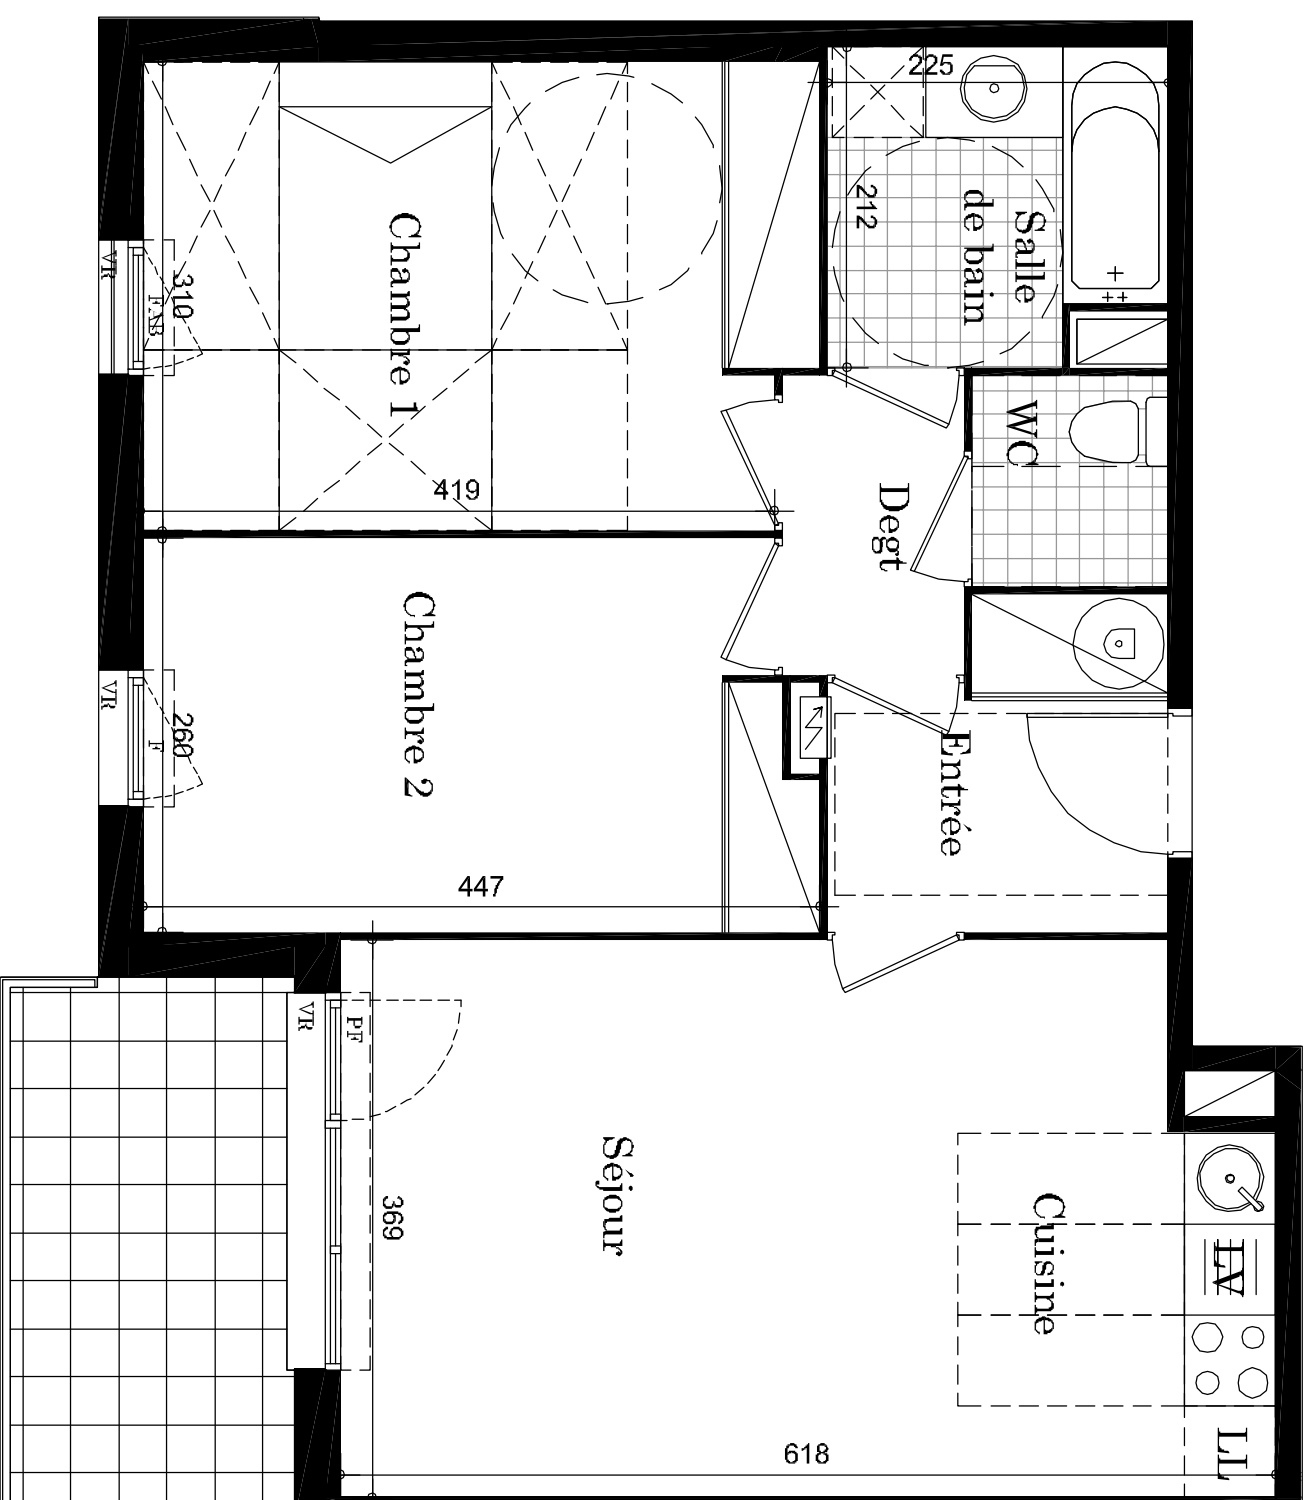 225
212
Salle
de bain
Chambre 1
VR
310
F AB
419
WC
Degt
Chambre 2
VR
260
F
447
Entrée
VR
PF
Séjour
369
Cuisine
LV
LL
618